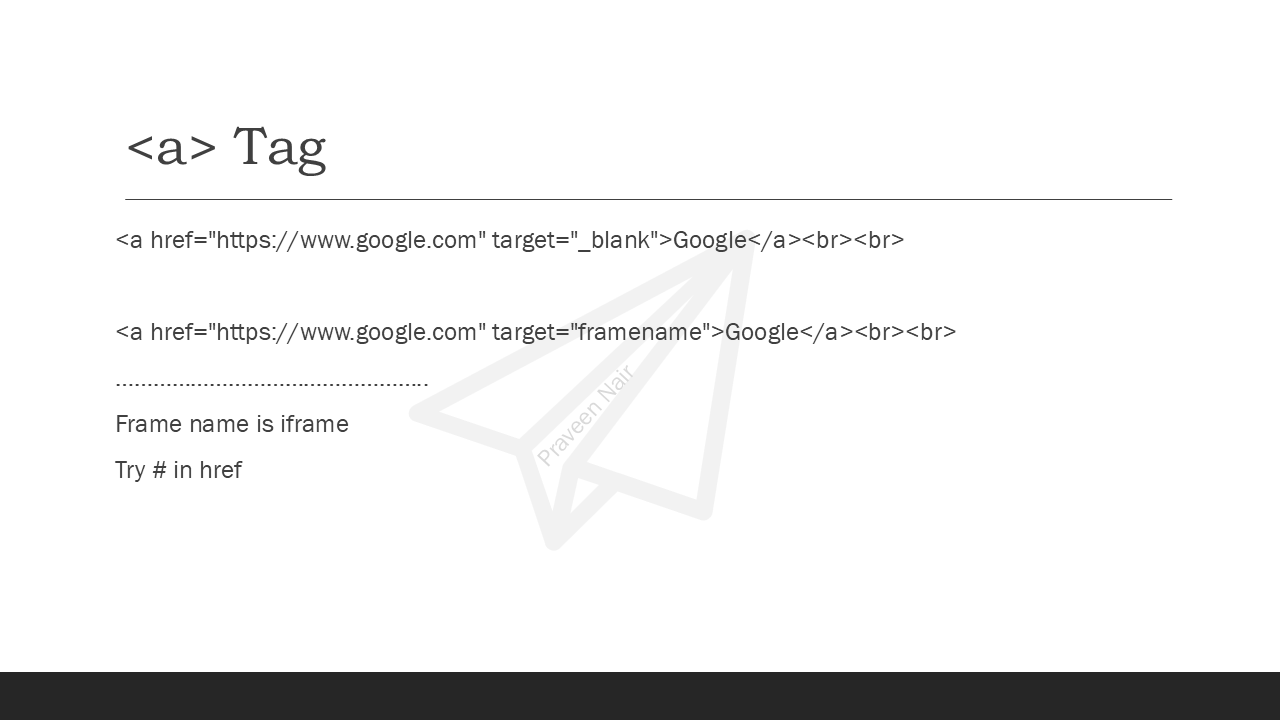 <a> Tag
<a href="https://www.google.com" target="_blank">Google</a><br><br>
<a href="https://www.google.com" target="framename">Google</a><br><br>
..................................................
Frame name is iframe
Try # in href
Praveen Nair